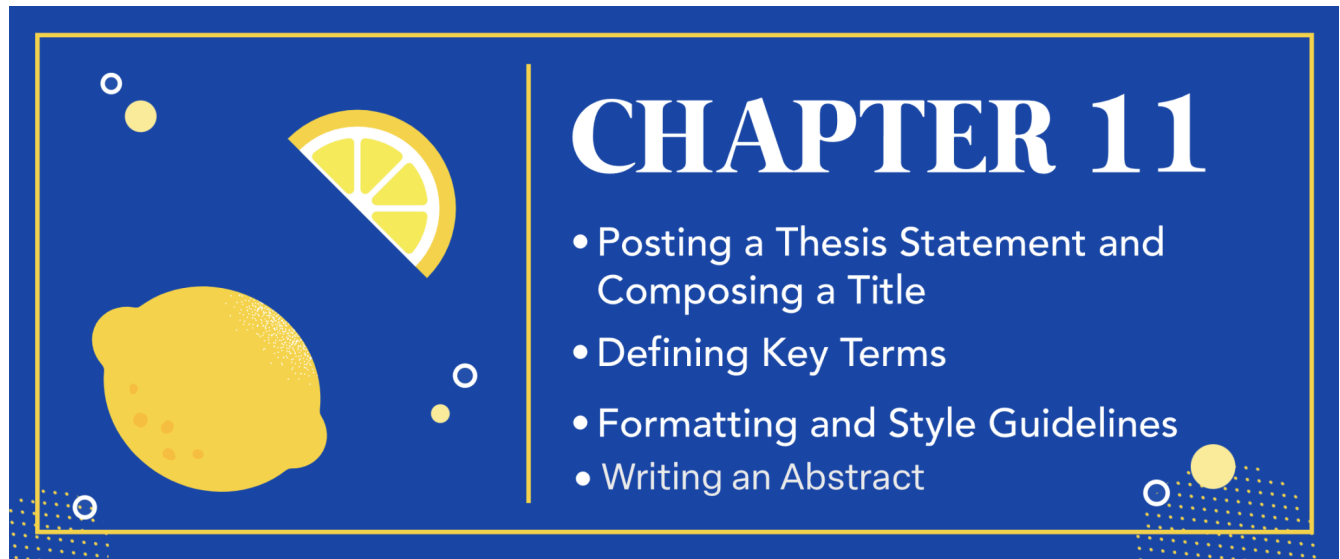 CHAPTER 11
• Posting a Thesis Statement and
Composing a Title
• Defining Key Terms
• Formatting and Style Guidelines
• Writing an Abstract